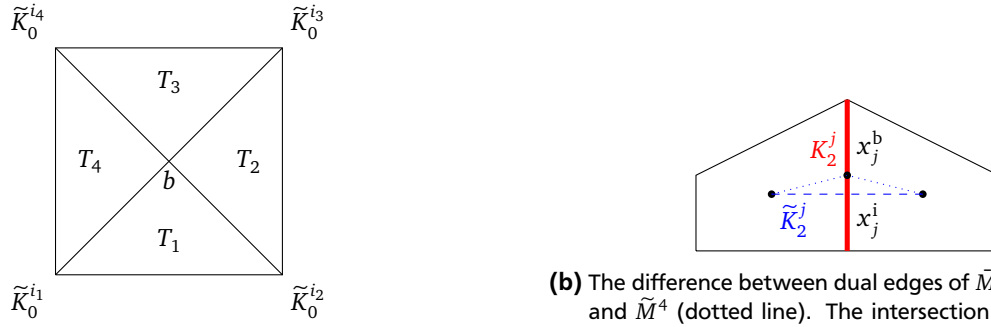 K̃₀^{i₄} K̃₀^{i₃}
T₃
T₄ T₂
b
T₁
K̃₀^{i₁} K̃₀^{i₂}
K₂^j x_j^b
K̃₂^j x_j^i
(b) The difference between dual edges of
and M̃⁴ (dotted line). The intersection